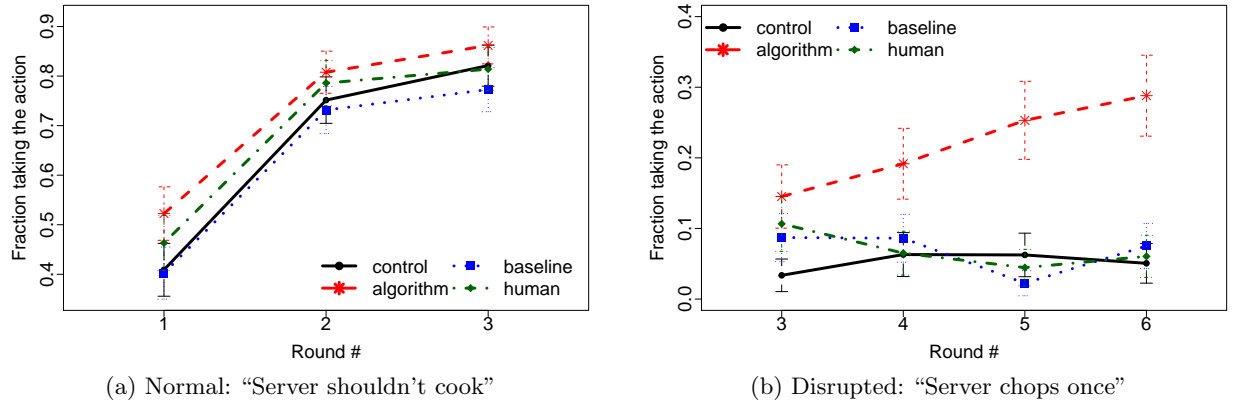 Fraction taking the action
0.4 0.5 0.6 0.7 0.8 0.9
control baseline
algorithm human
1 2 3
Round #
(a) Normal: “Server shouldn’t cook”
Fraction taking the action
0.0 0.1 0.2 0.3 0.4
control baseline
algorithm human
3 4 5 6
Round #
(b) Disrupted: “Server chops once”